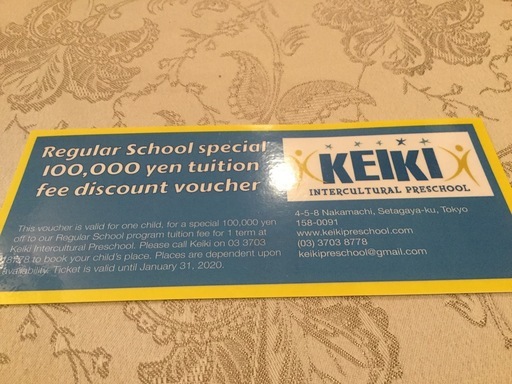 Regular School special
100,000 yen tuition
fee discount voucher
This voucher is valid for one child, for a special 100,000 yen
off to our Regular School program tuition fee for 1 term at
Keiki Intercultural Preschool. Please call Keiki on 03 3703
8778 to book your child's place. Places are dependent upon
availability. Ticket is valid until January 31, 2020.
KEIKI
INTERCULTURAL PRESCHOOL
4-5-8 Nakamachi, Setagaya-ku, Tokyo
158-0091
www.keikipreschool.com
(03) 3703 8778
keikipreschool@gmail.com